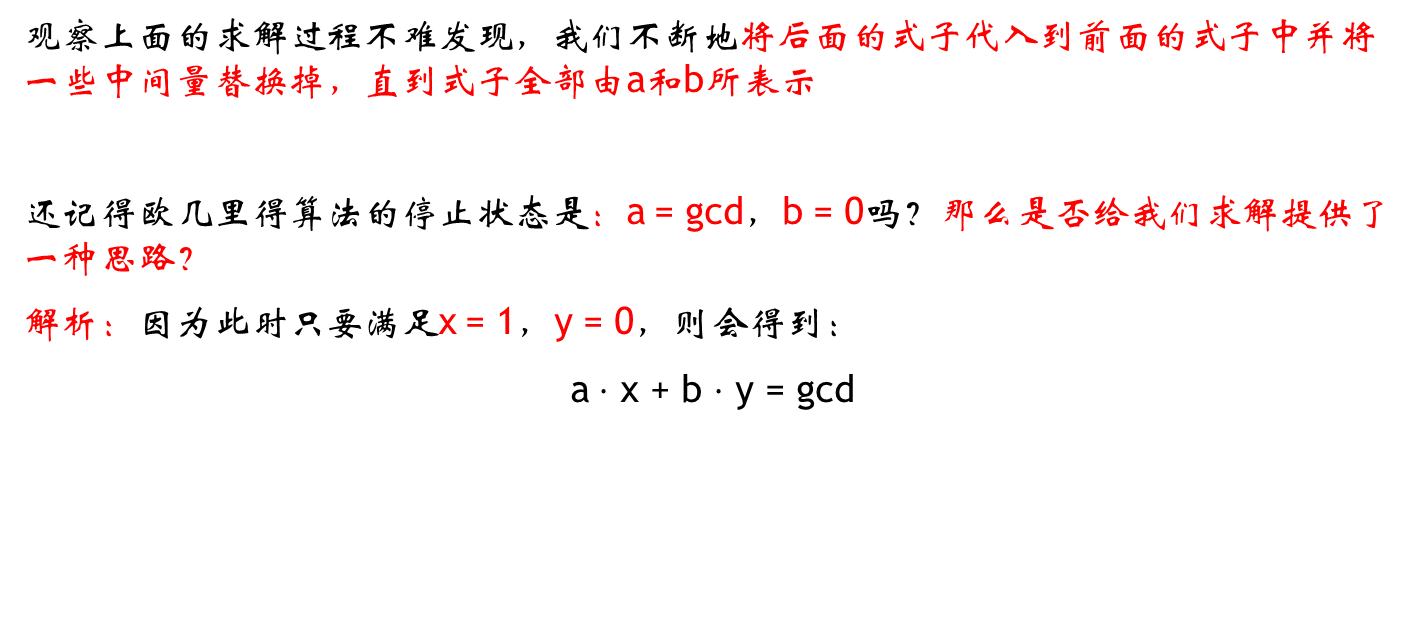 观察上面的求解过程不难发现，我们不断地将后面的式子代入到前面的式子中并将
一些中间量替换掉，直到式子全部由a和b所表示
还记得欧几里得算法的停止状态是：a = gcd，b = 0吗？那么是否给我们求解提供了
一种思路？
解析：因为此时只要满足x = 1，y = 0，则会得到：
a · x + b · y = gcd